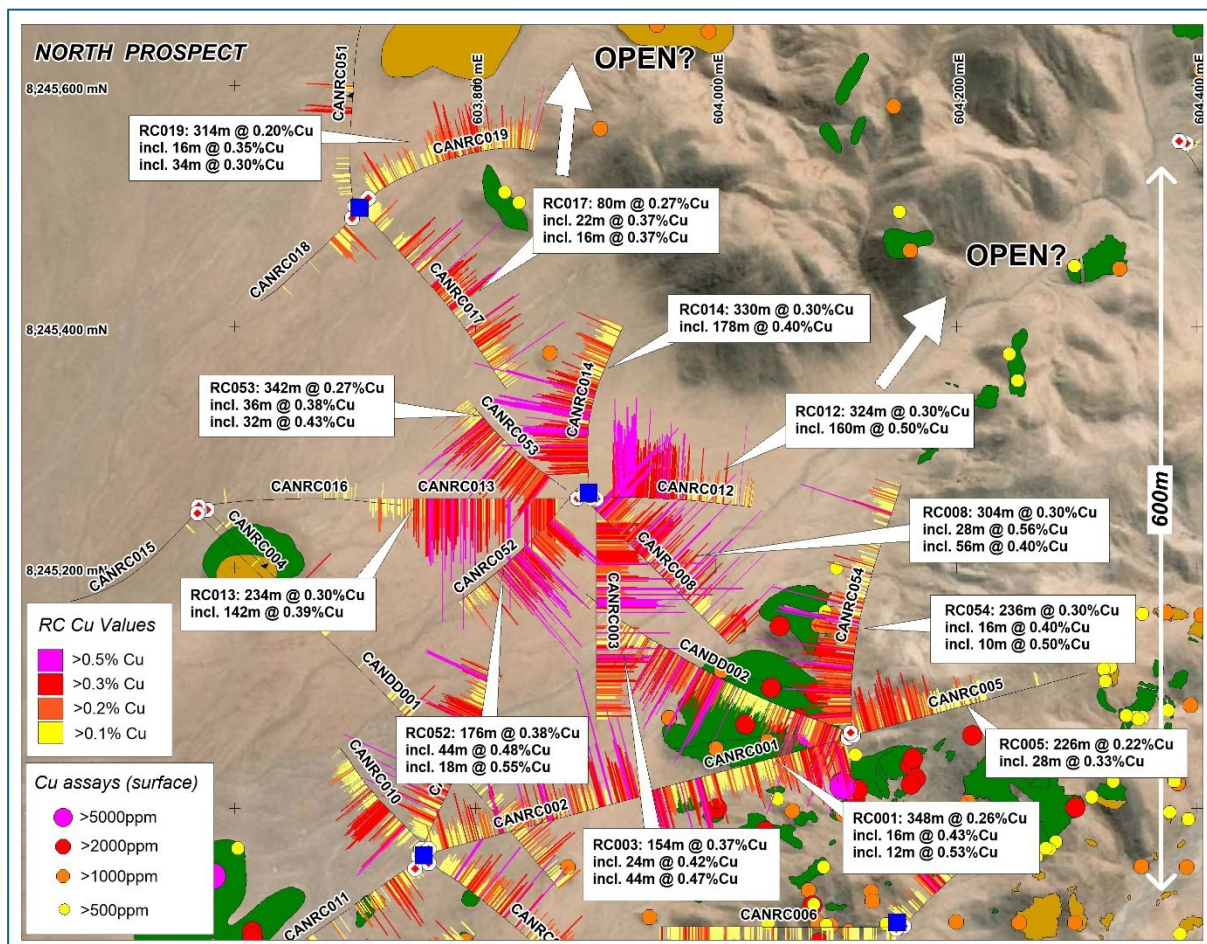 NORTH PROSPECT
CANRC051
OPEN?
603,800 mE
604,000 mE
604,200 mE
604,400 mE
8,245,600 mN
RC019: 314m @ 0.20%Cu
incl. 16m @ 0.35%Cu
incl. 34m @ 0.30%Cu
CANRC019
RC017: 80m @ 0.27%Cu
incl. 22m @ 0.37%Cu
incl. 16m @ 0.37%Cu
OPEN?
CANRC018
CANRC017
8,245,400 mN
RC014: 330m @ 0.30%Cu
incl. 178m @ 0.40%Cu
CANRC014
RC053: 342m @ 0.27%Cu
incl. 36m @ 0.38%Cu
incl. 32m @ 0.43%Cu
CANRC053
RC012: 324m @ 0.30%Cu
incl. 160m @ 0.50%Cu
CANRC016
CANRC013
CANRC012
600m
CANRC015
CANRC004
CANRC052
CANRC008
RC008: 304m @ 0.30%Cu
incl. 28m @ 0.56%Cu
incl. 56m @ 0.40%Cu
8,245,200 mN
CANRC003
CANRC054
RC013: 234m @ 0.30%Cu
incl. 142m @ 0.39%Cu
RC054: 236m @ 0.30%Cu
incl. 16m @ 0.40%Cu
incl. 10m @ 0.50%Cu
RC Cu Values
>0.5% Cu
>0.3% Cu
>0.2% Cu
>0.1% Cu
CANDD001
CANDD002
CANRC005
RC052: 176m @ 0.38%Cu
incl. 44m @ 0.48%Cu
incl. 18m @ 0.55%Cu
CANRC001
RC005: 226m @ 0.22%Cu
incl. 28m @ 0.33%Cu
Cu assays (surface)
>5000ppm
>2000ppm
>1000ppm
>500ppm
CANRC010
CANRC002
RC003: 154m @ 0.37%Cu
incl. 24m @ 0.42%Cu
incl. 44m @ 0.47%Cu
RC001: 348m @ 0.26%Cu
incl. 16m @ 0.43%Cu
incl. 12m @ 0.53%Cu
CANRC011
CANRC006